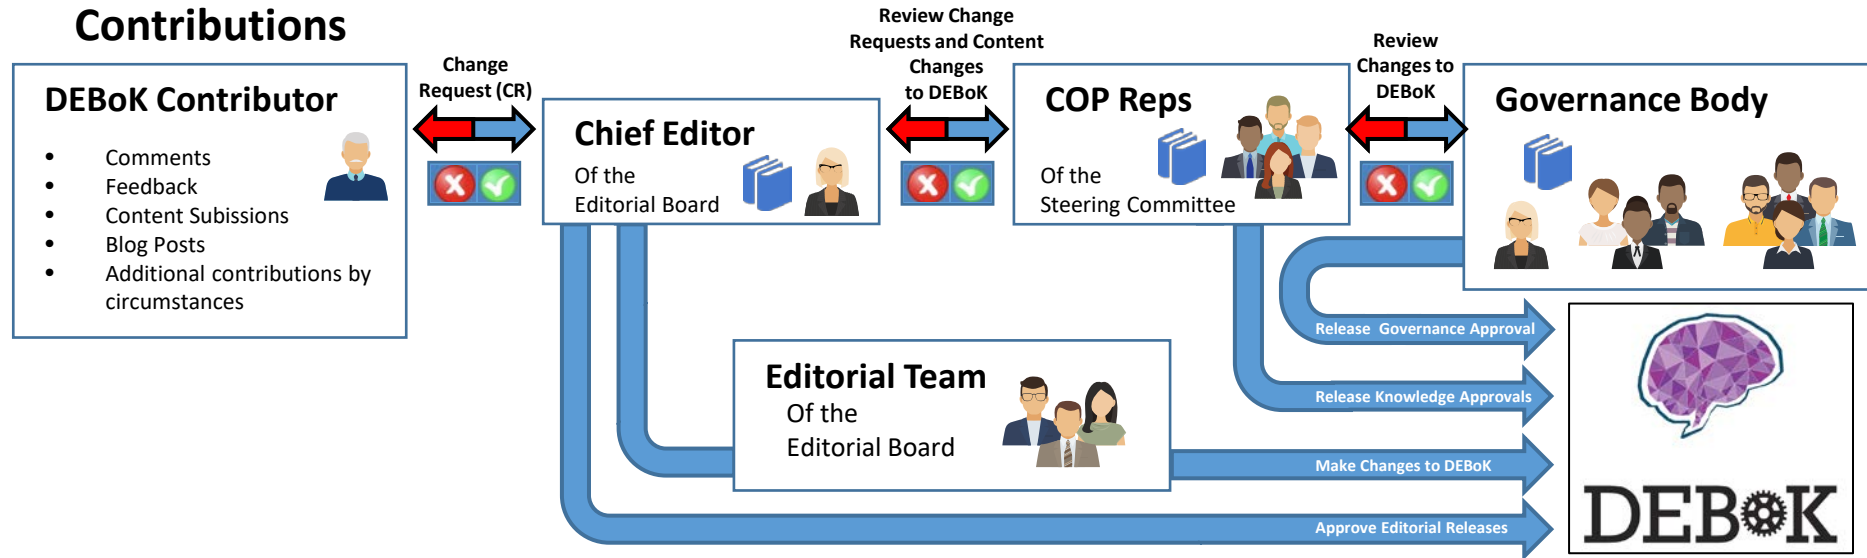 Contributions
DEBoK Contributor
• Comments
• Feedback
• Content Subissions
• Blog Posts
• Additional contributions by
circumstances
Change
Request (CR)
Chief Editor
Of the
Editorial Board
Review Change
Requests and Content
Changes
to DEBoK
COP Reps
Of the
Steering Committee
Review
Changes to
DEBoK
Governance Body
Editorial Team
Of the
Editorial Board
Release Governance Approval
Release Knowledge Approvals
Make Changes to DEBoK
Approve Editorial Releases
DEBoK